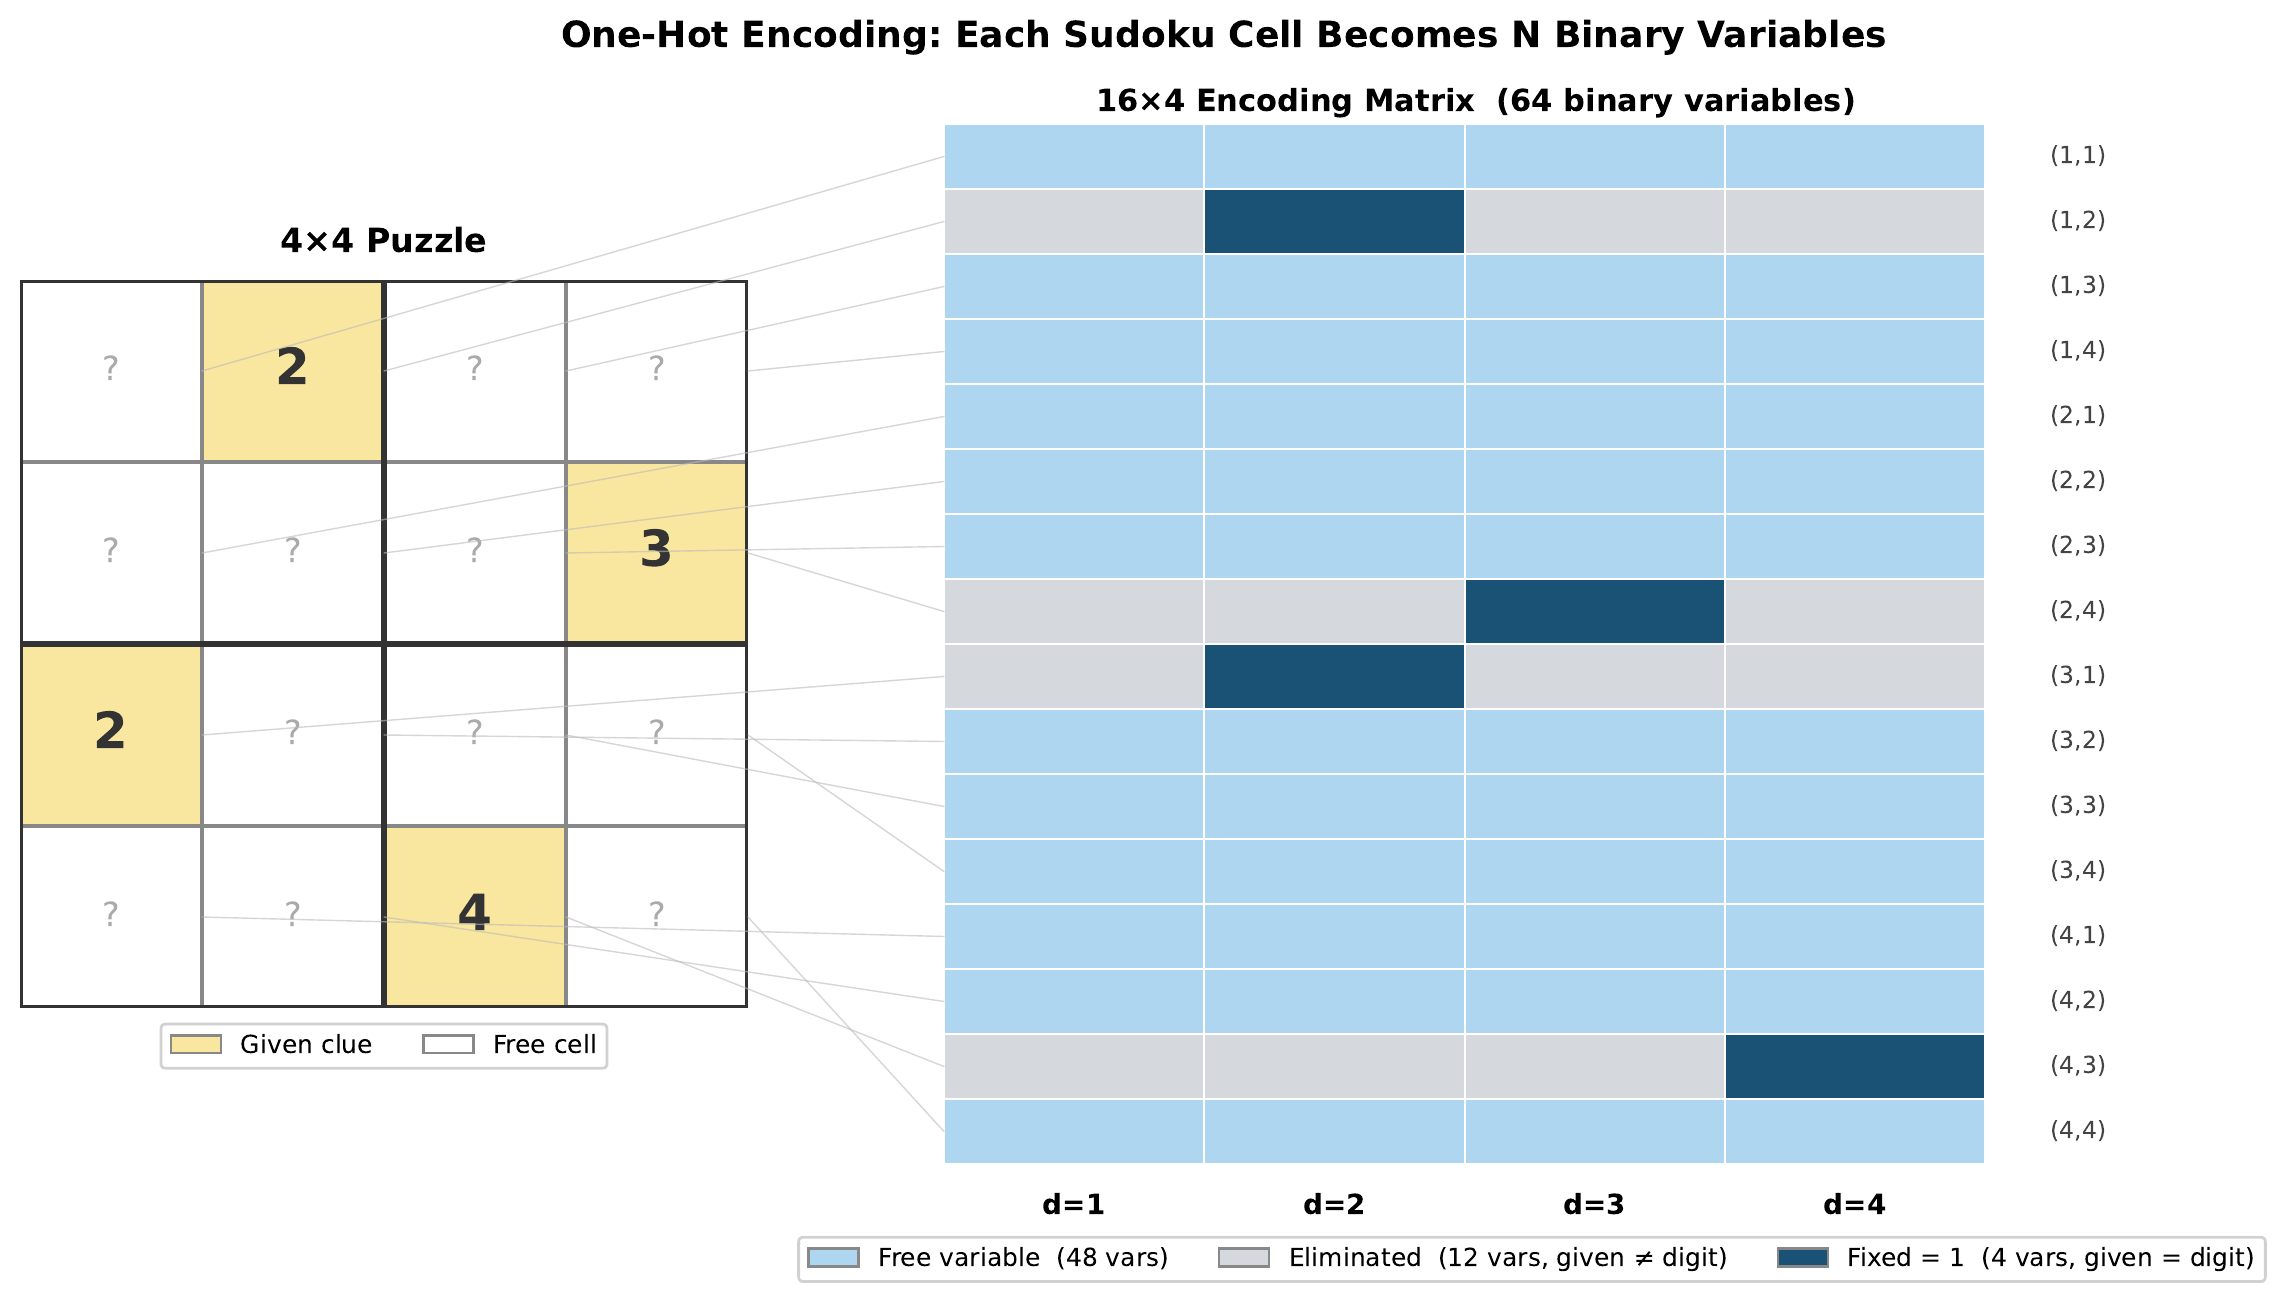 One-Hot Encoding: Each Sudoku Cell Becomes N Binary Variables
4×4 Puzzle
? 2 ? ?
? ? ? 3
2 ? ? ?
? ? 4 ?
Given clue Free cell
16×4 Encoding Matrix (64 binary variables)
(1,1)
(1,2)
(1,3)
(1,4)
(2,1)
(2,2)
(2,3)
(2,4)
(3,1)
(3,2)
(3,3)
(3,4)
(4,1)
(4,2)
(4,3)
(4,4)
d=1 d=2 d=3 d=4
Free variable (48 vars) Eliminated (12 vars, given ≠ digit) Fixed = 1 (4 vars, given = digit)